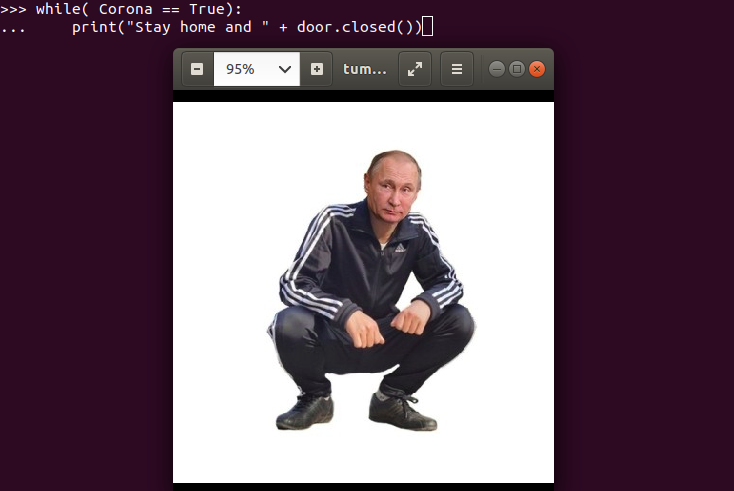 >>> while( Corona == True):
...     print("Stay home and " + door.closed())
95%
tum...